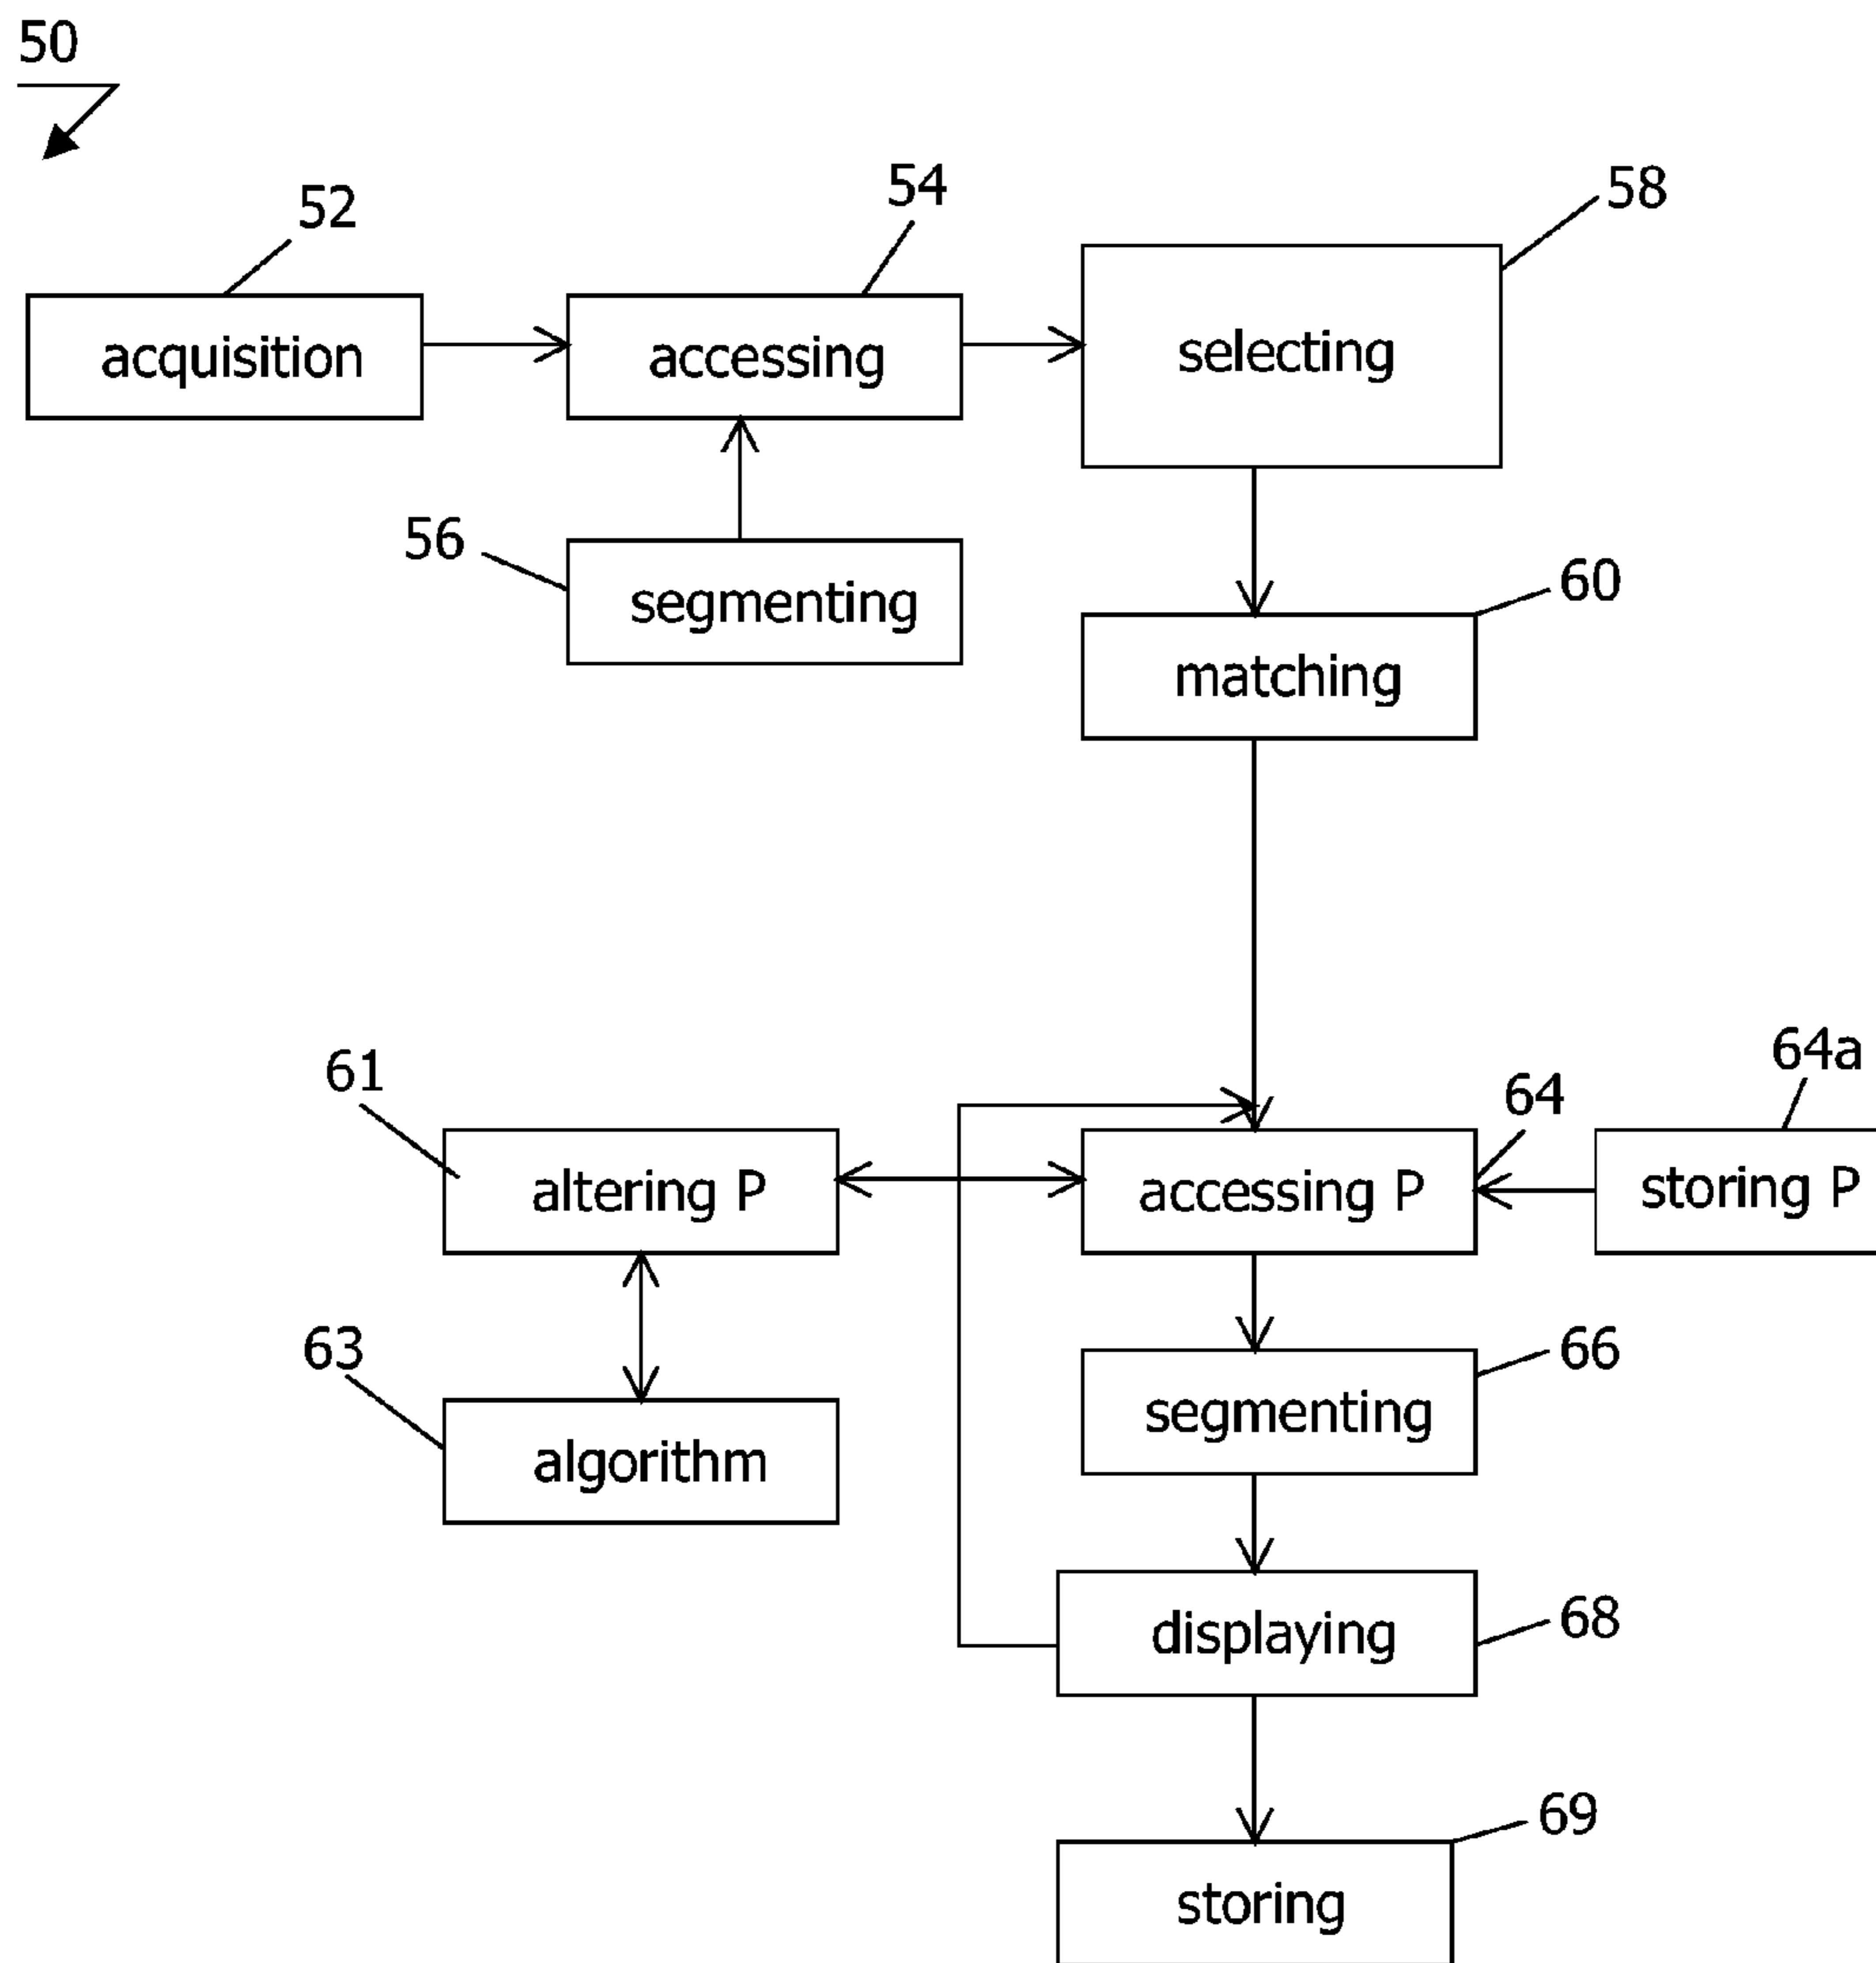 50
52
54
58
acquisition
accessing
selecting
56
segmenting
60
matching
61
64
64a
altering P
accessing P
storing P
63
66
algorithm
segmenting
68
displaying
69
storing